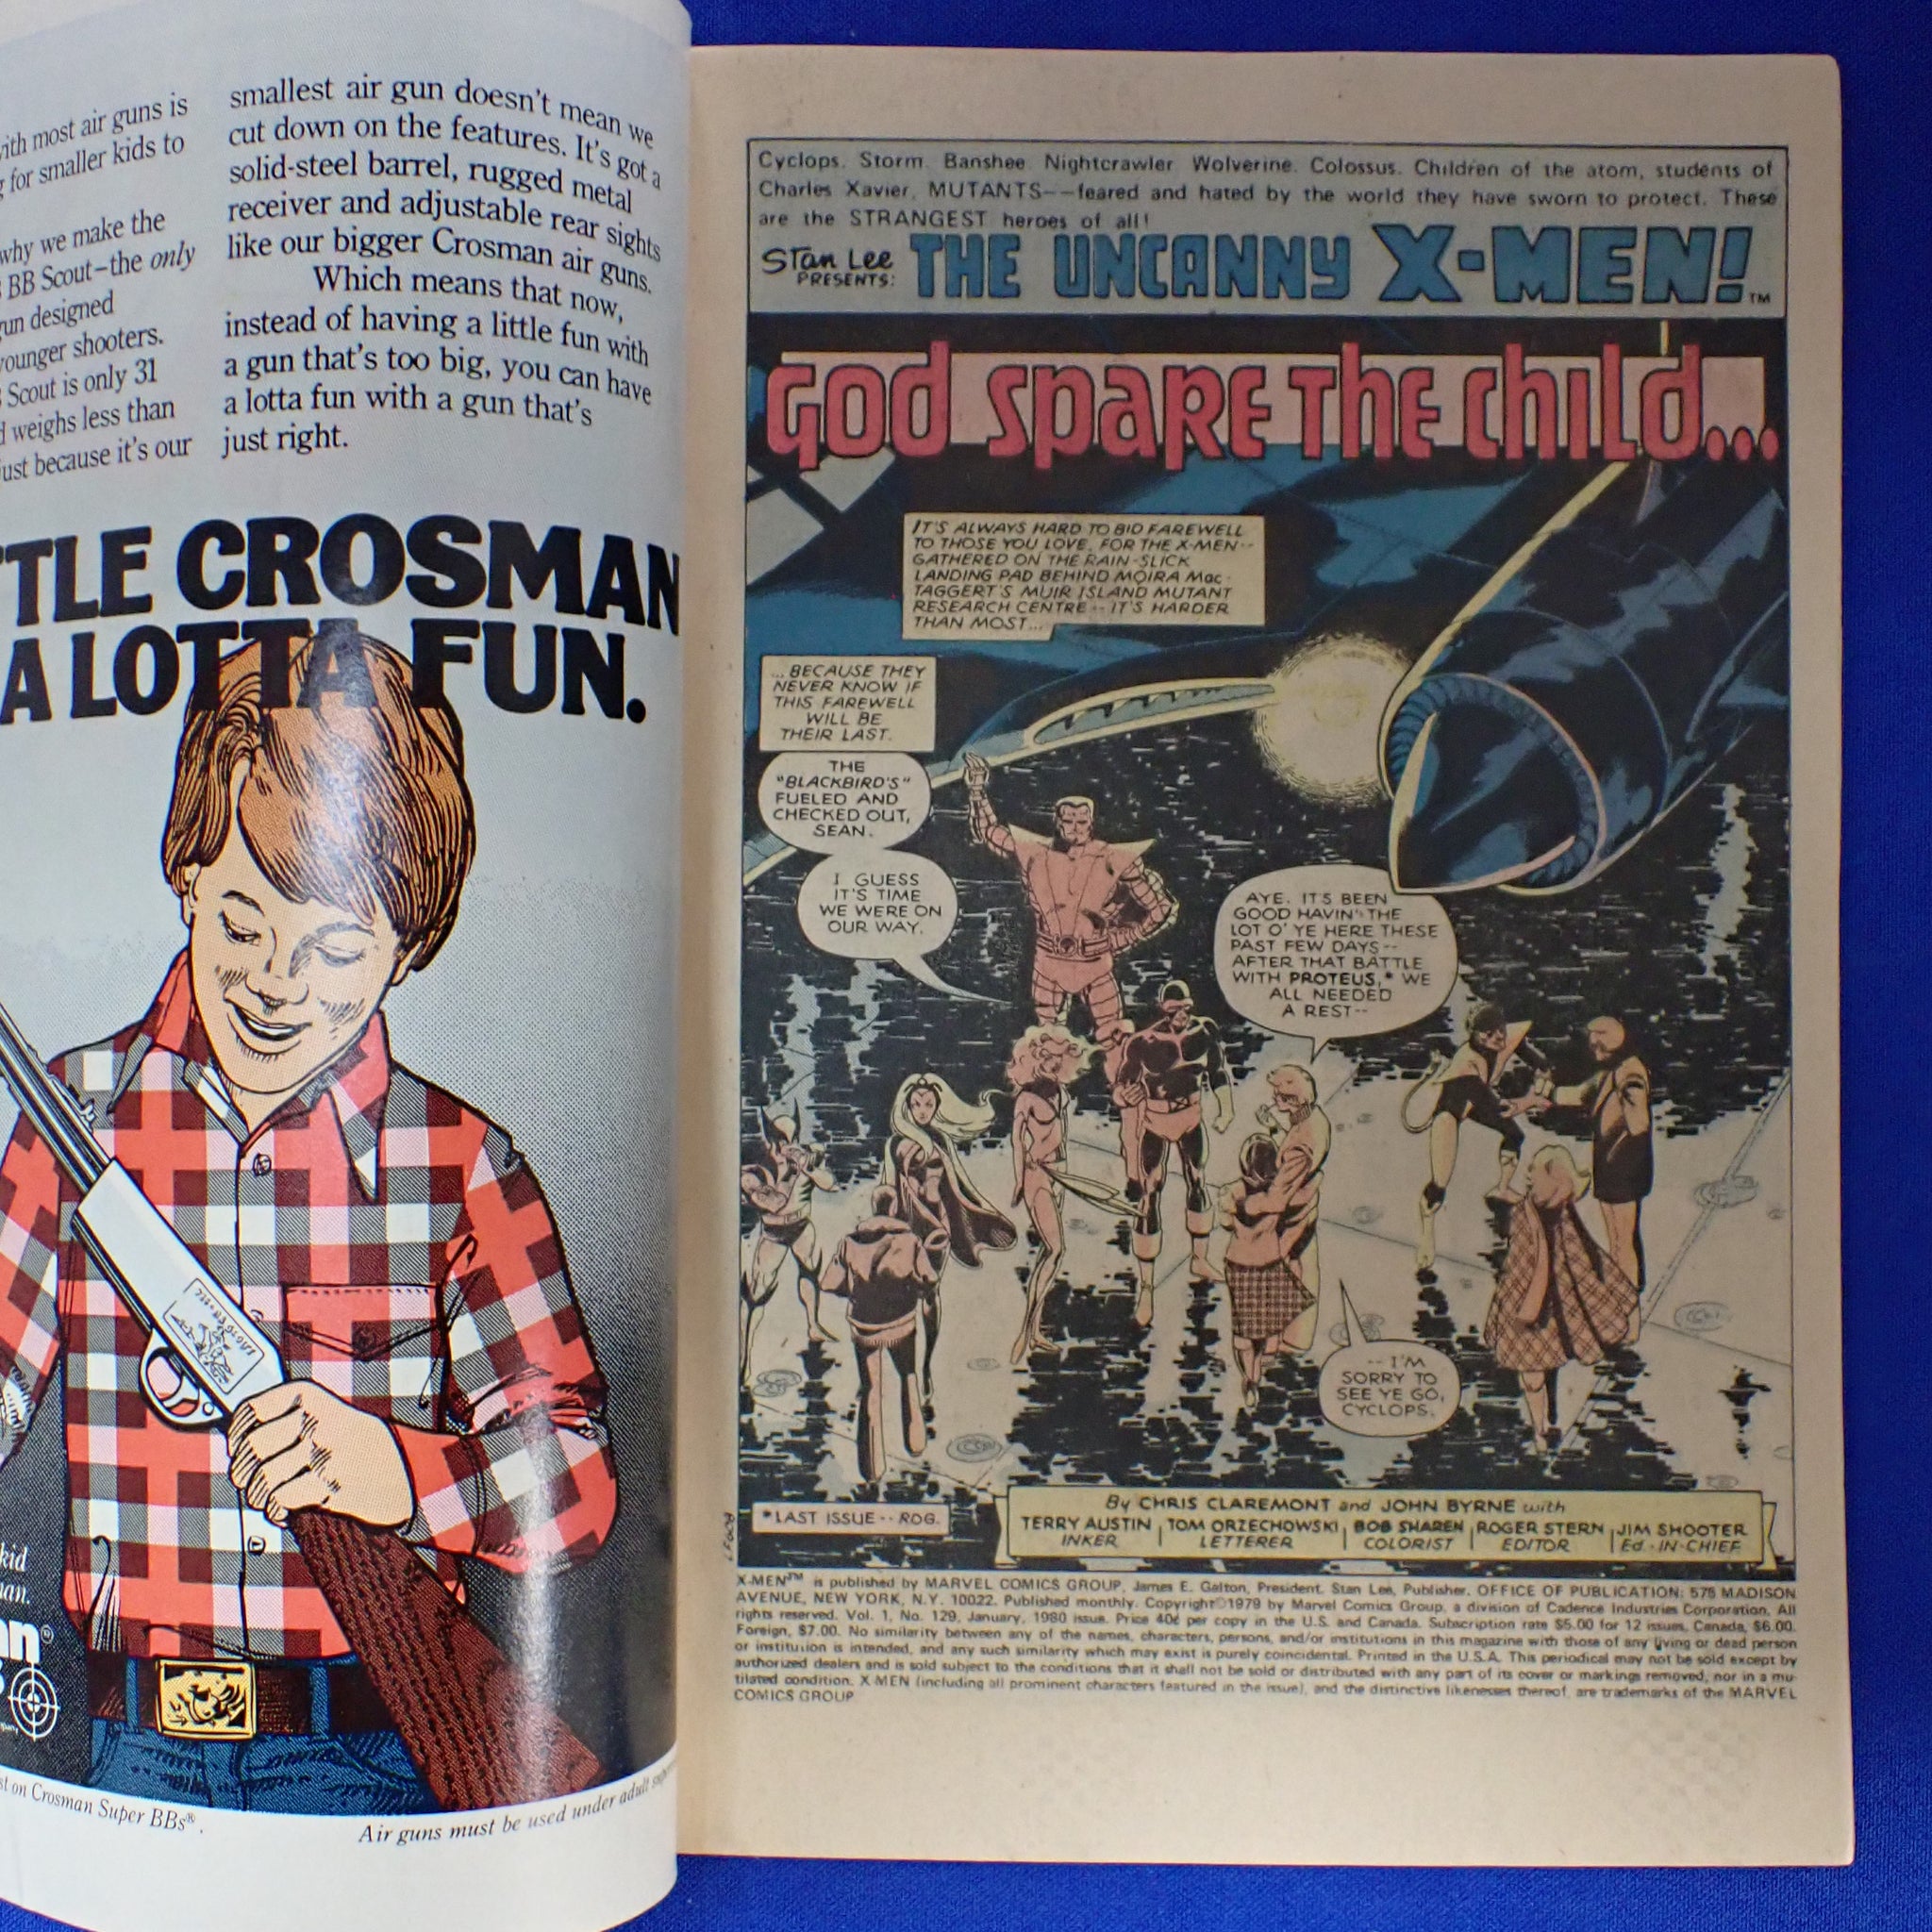 ith most air guns is
for smaller kids to
why we make the
BB Scout–the only
un designed
ounger shooters.
Scout is only 31
weighs less than
ust because it's our
smallest air gun doesn't mean we
cut down on the features. It's got a
solid-steel barrel, rugged metal
receiver and adjustable rear sights
like our bigger Crosman air guns.
Which means that now,
instead of having a little fun with
a gun that's too big, you can have
a lotta fun with a gun that's
just right.
TTLE CROSMAN
A LOTTA FUN.
kid
an.
on Crosman Super BBs®.
Air guns must be used under adult
Cyclops. Storm. Banshee. Nightcrawler. Wolverine. Colossus. Children of the atom, students of
Charles Xavier, MUTANTS--feared and hated by the world they have sworn to protect. These
are the STRANGEST heroes of all!
Stan Lee
PRESENTS:
THE UNCANNY X-MEN!™
GOD SPARE THE CHILD...
IT'S ALWAYS HARD TO BID FAREWELL
TO THOSE YOU LOVE. FOR THE X-MEN--
GATHERED ON THE RAIN-SLICK
LANDING PAD BEHIND MOIRA Mac-
TAGGERT'S MUIR ISLAND MUTANT
RESEARCH CENTRE -- IT'S HARDER
THAN MOST...
...BECAUSE THEY
NEVER KNOW IF
THIS FAREWELL
WILL BE
THEIR LAST.
THE
"BLACKBIRD'S"
FUELED AND
CHECKED OUT,
SEAN.
I GUESS
IT'S TIME
WE WERE ON
OUR WAY.
AYE. IT'S BEEN
GOOD HAVIN' THE
LOT O' YE HERE THESE
PAST FEW DAYS--
AFTER THAT BATTLE
WITH PROTEUS,* WE
ALL NEEDED
A REST--
-- I'M
SORRY TO
SEE YE GO,
CYCLOPS.
*LAST ISSUE -- ROG.
By CHRIS CLAREMONT and JOHN BYRNE with
TERRY AUSTIN | TOM ORZECHOWSKI | BOB SHAREN | ROGER STERN | JIM SHOOTER
INKER LETTERER COLORIST EDITOR Ed.-IN-CHIEF
X-MEN™ is published by MARVEL COMICS GROUP, James E. Galton, President. Stan Lee, Publisher. OFFICE OF PUBLICATION: 575 MADISON
AVENUE, NEW YORK, N.Y. 10022. Published monthly. Copyright©1979 by Marvel Comics Group, a division of Cadence Industries Corporation. All
rights reserved. Vol. 1, No. 129, January, 1980 issue. Price 40¢ per copy in the U.S. and Canada. Subscription rate $5.00 for 12 issues. Canada, $6.00.
Foreign, $7.00. No similarity between any of the names, characters, persons, and/or institutions in this magazine with those of any living or dead person
or institution is intended, and any such similarity which may exist is purely coincidental. Printed in the U.S.A. This periodical may not be sold except by
authorized dealers and is sold subject to the conditions that it shall not be sold or distributed with any part of its cover or markings removed, nor in a mu-
tilated condition. X-MEN (including all prominent characters featured in the issue), and the distinctive likenesses thereof, are trademarks of the MARVEL
COMICS GROUP